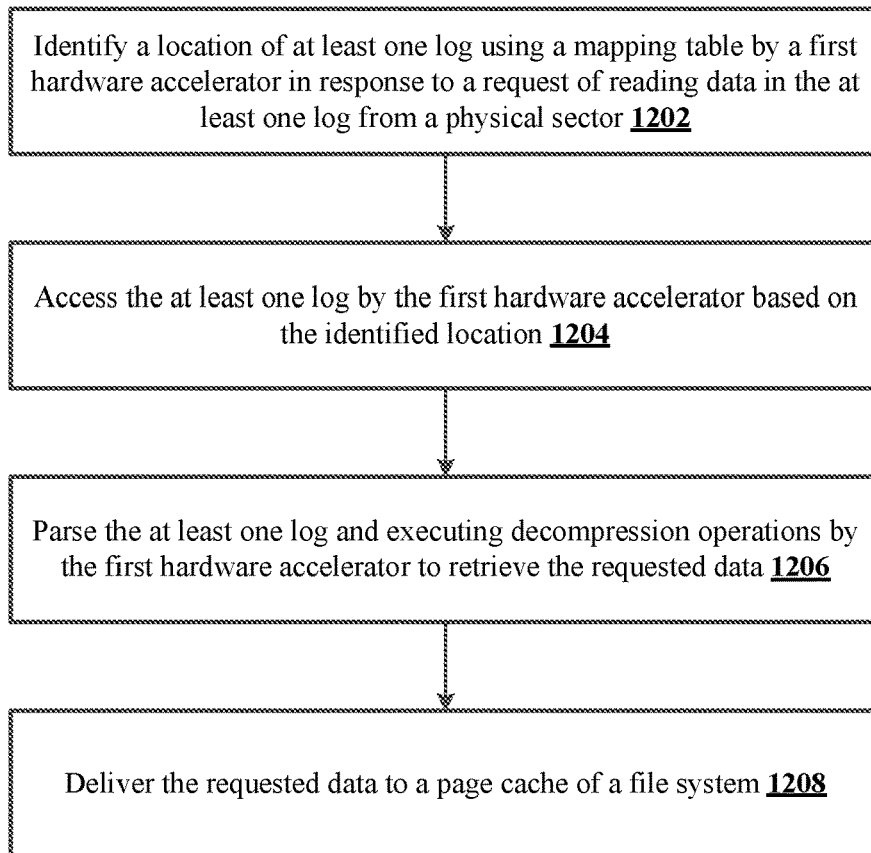 Identify a location of at least one log using a mapping table by a first
hardware accelerator in response to a request of reading data in the at
least one log from a physical sector 1202
Access the at least one log by the first hardware accelerator based on
the identified location 1204
Parse the at least one log and executing decompression operations by
the first hardware accelerator to retrieve the requested data 1206
Deliver the requested data to a page cache of a file system 1208